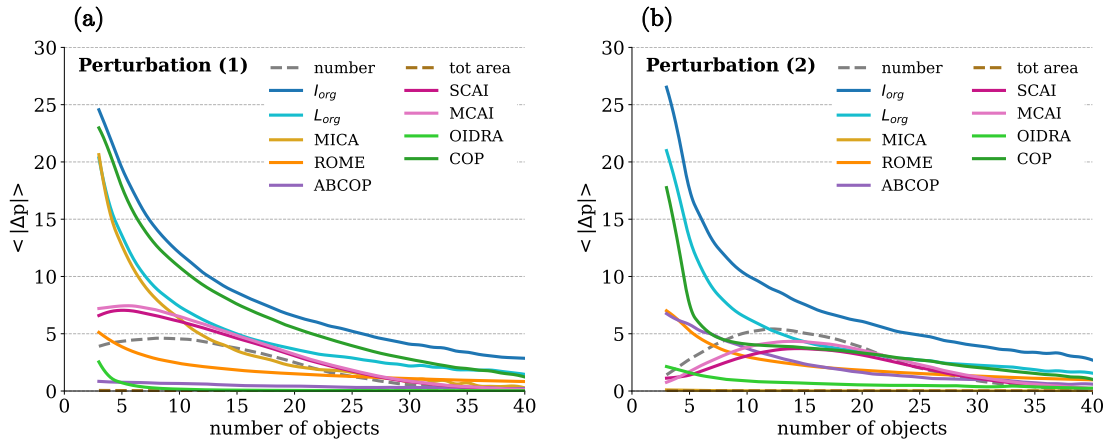 (a)
Perturbation (1)
number
I_org
L_org
MICA
ROME
ABCOP
tot area
SCAI
MCAI
OIDRA
COP
30
25
20
15
10
5
0
< |Δp| >
0 5 10 15 20 25 30 35 40
number of objects
(b)
Perturbation (2)
number
I_org
L_org
MICA
ROME
ABCOP
tot area
SCAI
MCAI
OIDRA
COP
30
25
20
15
10
5
0
< |Δp| >
0 5 10 15 20 25 30 35 40
number of objects